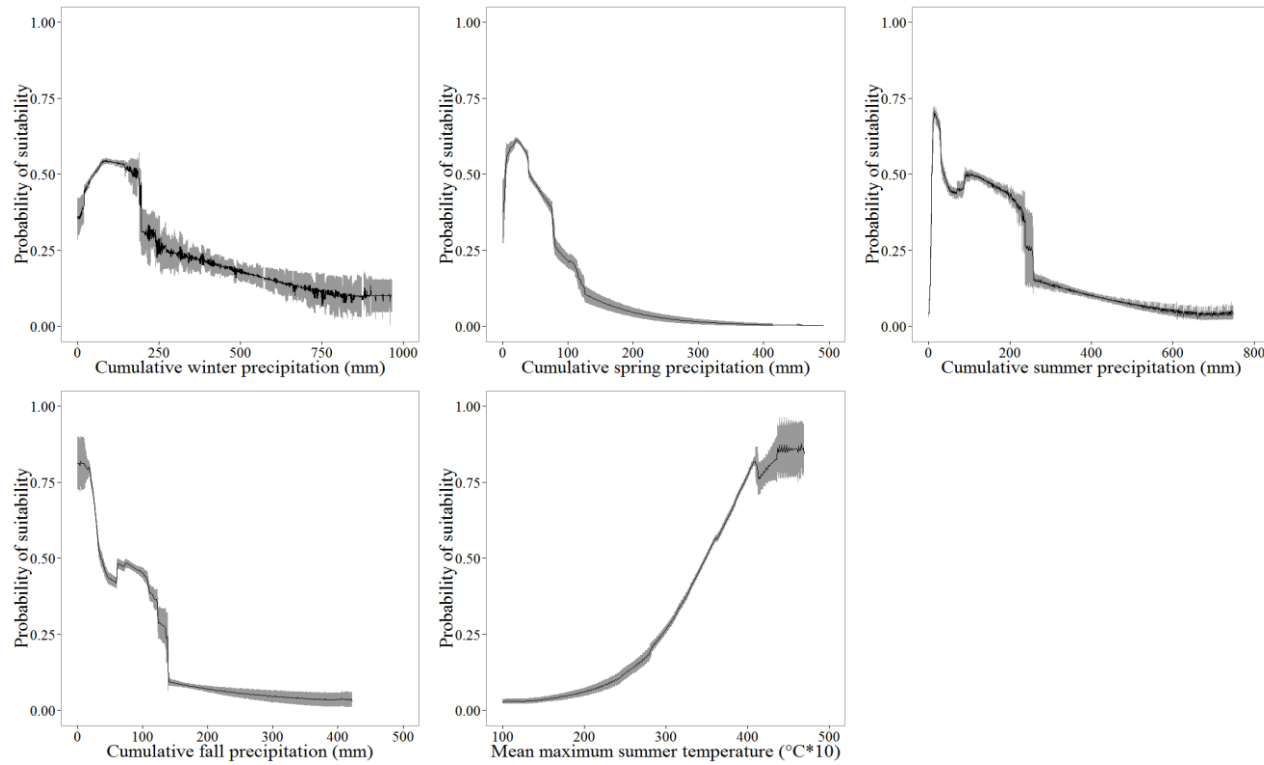 1.00
0.75
0.50
0.25
0.00
Probability of suitability
0 250 500 750 1000
Cumulative winter precipitation (mm)
1.00
0.75
0.50
0.25
0.00
Probability of suitability
0 100 200 300 400 500
Cumulative spring precipitation (mm)
1.00
0.75
0.50
0.25
0.00
Probability of suitability
0 200 400 600 800
Cumulative summer precipitation (mm)
1.00
0.75
0.50
0.25
0.00
Probability of suitability
0 100 200 300 400 500
Cumulative fall precipitation (mm)
1.00
0.75
0.50
0.25
0.00
Probability of suitability
100 200 300 400 500
Mean maximum summer temperature (°C*10)